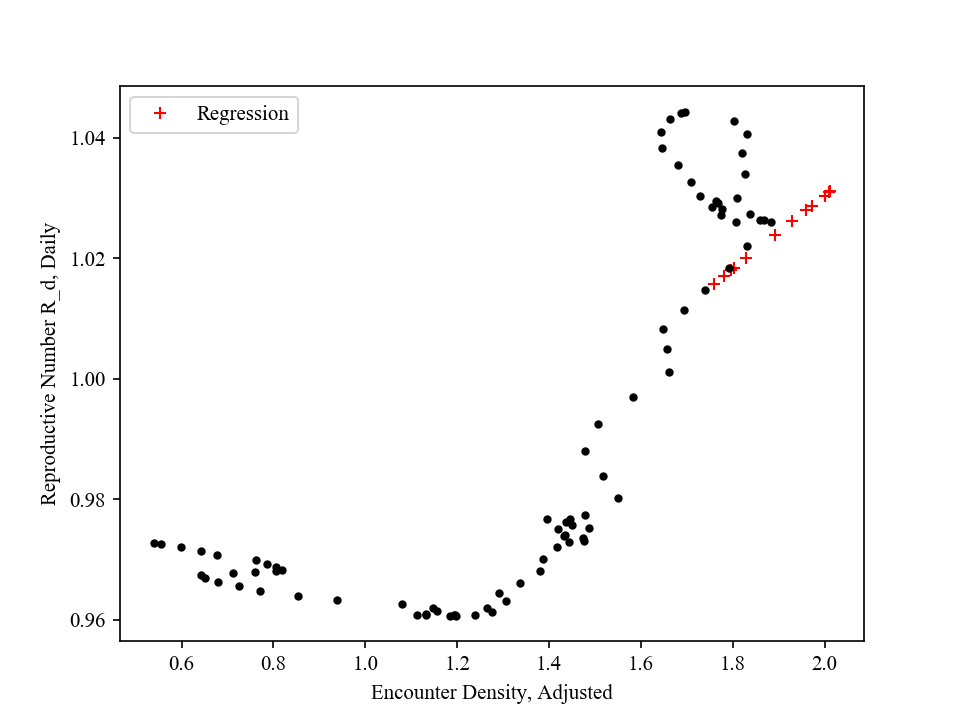 Regression
1.04
1.02
1.00
0.98
0.96
Reproductive Number R_d, Daily
0.6 0.8 1.0 1.2 1.4 1.6 1.8 2.0
Encounter Density, Adjusted